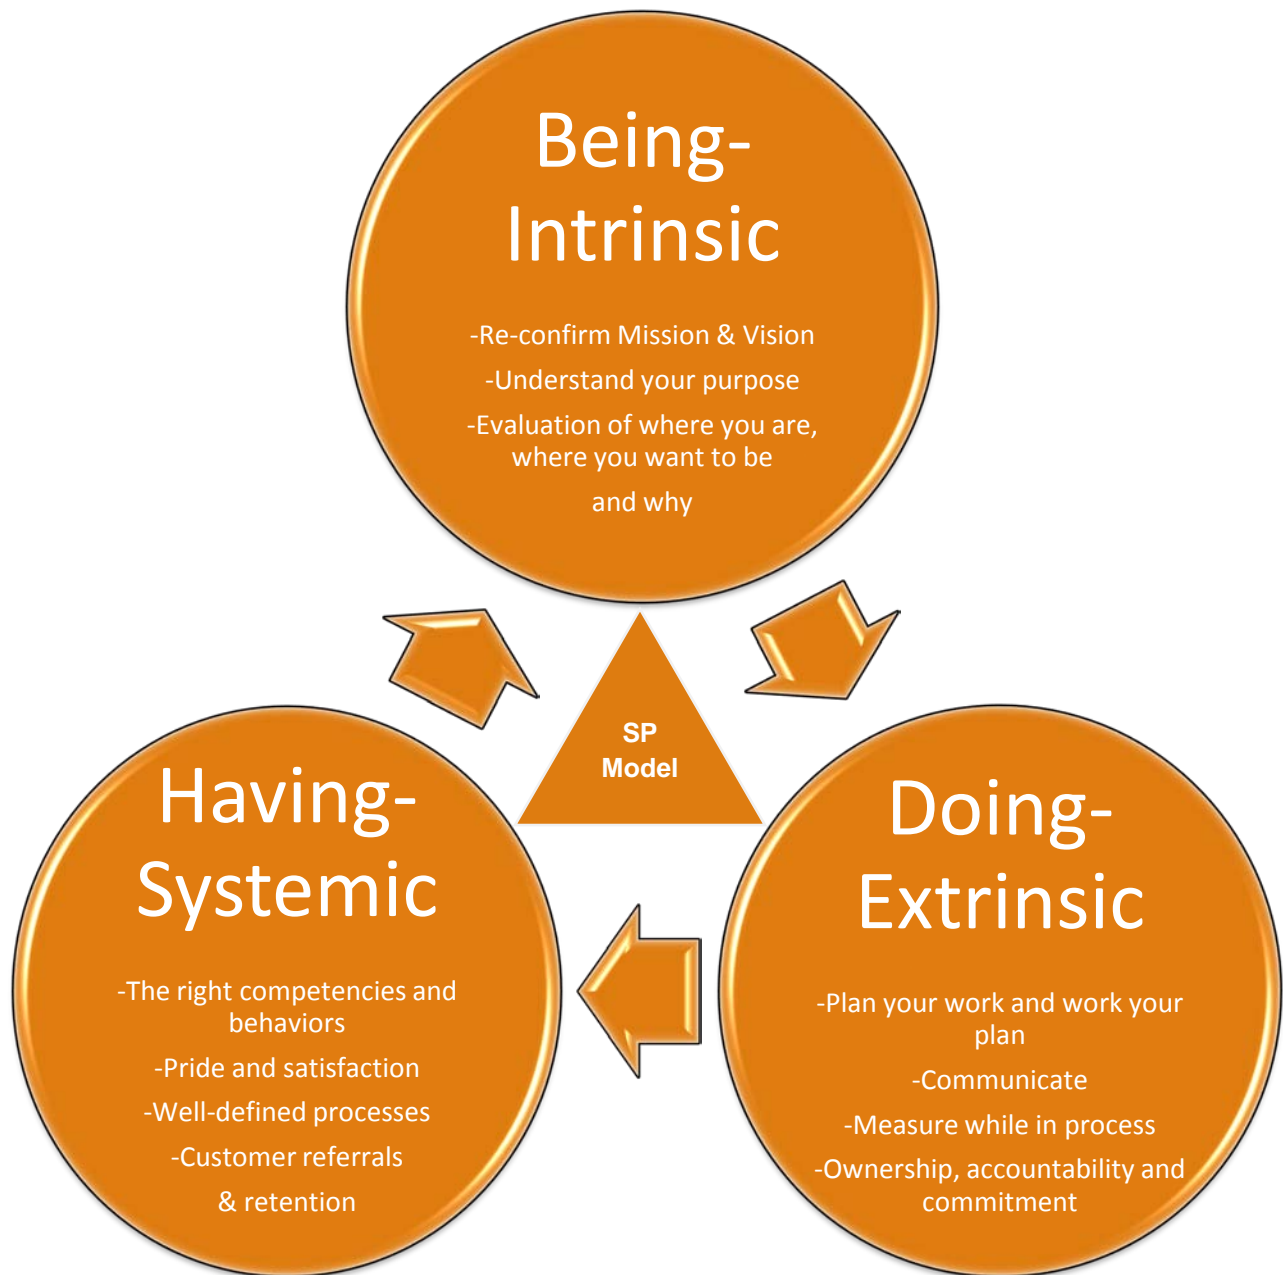 Being-
Intrinsic
-Re-confirm Mission & Vision
-Understand your purpose
-Evaluation of where you are,
where you want to be
and why
SP
Model
Having-
Systemic
-The right competencies and
behaviors
-Pride and satisfaction
-Well-defined processes
-Customer referrals
& retention
Doing-
Extrinsic
-Plan your work and work your
plan
-Communicate
-Measure while in process
-Ownership, accountability and
commitment